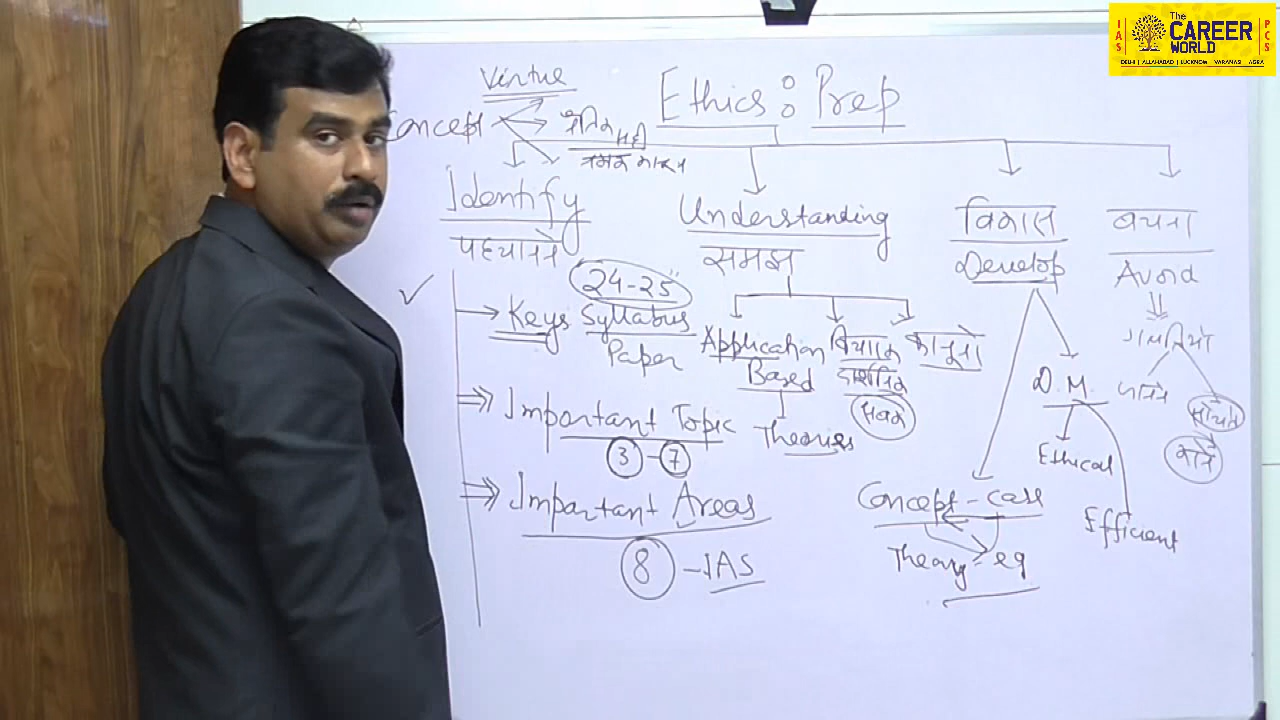 IAS
The
CAREER
WORLD
PCS
DELHI | ALLAHABAD | LUCKNOW | VARANASI | AGRA
Virtue
Ethics: Prep
Concept
Identify
पहचानने
Understanding
समझ
विकास
Develop
बचना
Avoid
"24-25"
Keys Syllabus
Paper
Important Topic
3-7
Important Areas
8 - IAS
Application
Based
Theories
विचारक
दार्शनिक
कानूनो
D.M.
Ethical
Efficient
Concept-case
Theory = eg